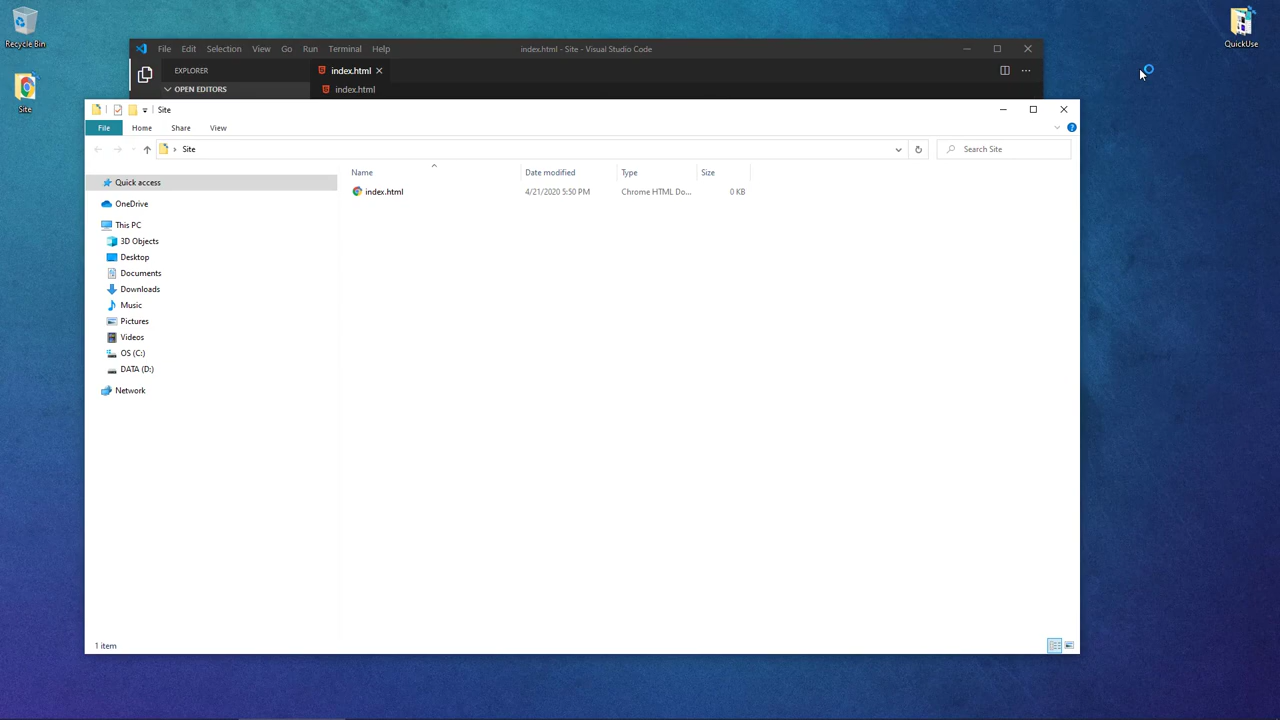 Recycle Bin
Site
QuickUse
File Edit Selection View Go Run Terminal Help
index.html - Site - Visual Studio Code
EXPLORER
index.html
OPEN EDITORS
index.html
Site
File Home Share View
Site
Search Site
Name Date modified Type Size
index.html 4/21/2020 5:50 PM Chrome HTML Do... 0 KB
Quick access
OneDrive
This PC
3D Objects
Desktop
Documents
Downloads
Music
Pictures
Videos
OS (C:)
DATA (D:)
Network
1 item